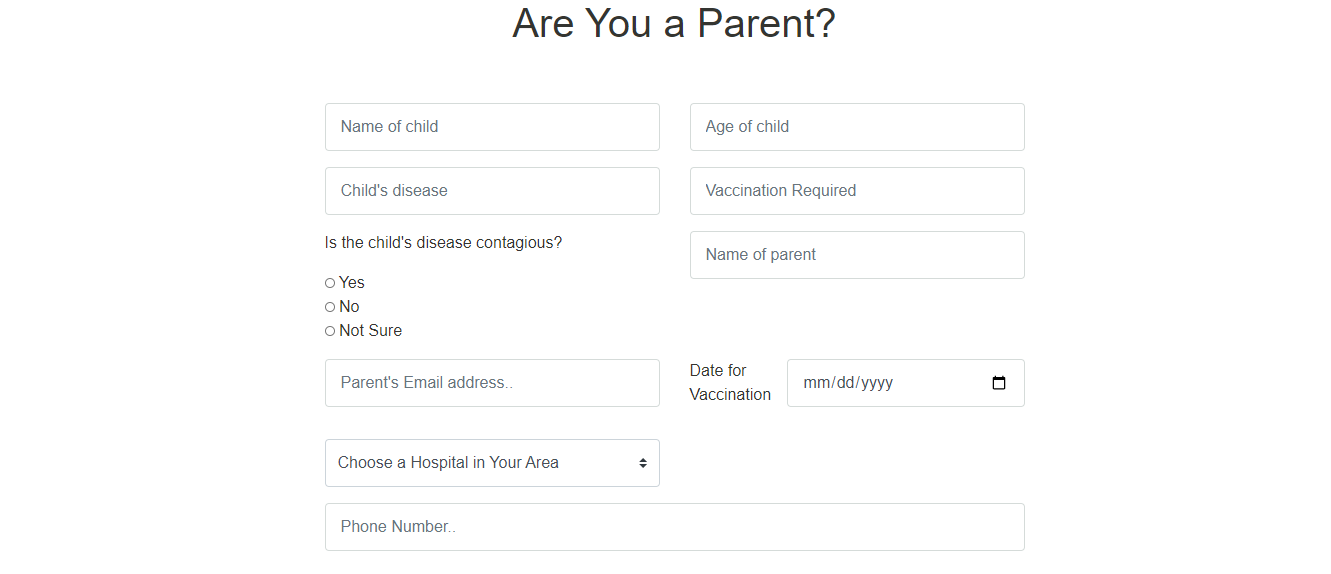 Are You a Parent?
Name of child
Age of child
Child's disease
Vaccination Required
Is the child's disease contagious?
Name of parent
Yes
No
Not Sure
Parent's Email address..
Date for
Vaccination
mm/dd/yyyy
Choose a Hospital in Your Area
Phone Number..